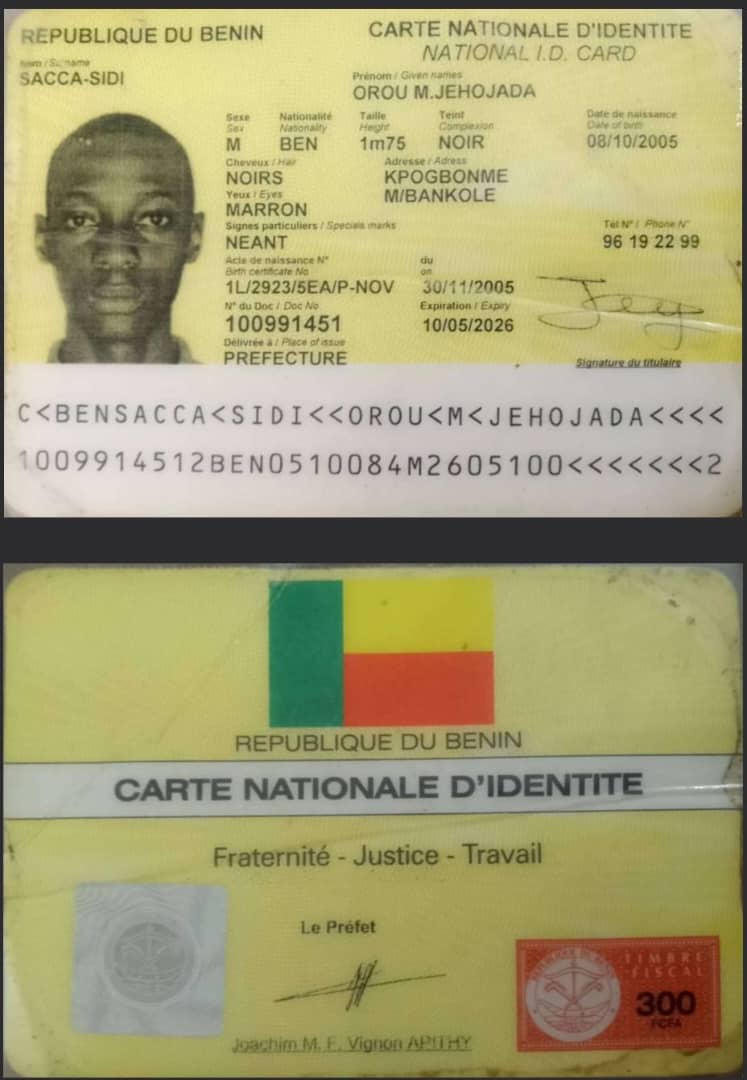 REPUBLIQUE DU BENIN
CARTE NATIONALE D'IDENTITE
NATIONAL I.D. CARD
Nom / Surname
SACCA-SIDI
Prénom / Given names
OROU M.JEHOJADA
Sexe Nationalité Taille Teint Date de naissance
Sex Nationality Height Complexion Date of birth
M BEN 1m75 NOIR 08/10/2005
Cheveux / Hair Adresse / Adress
NOIRS KPOGBONME
Yeux / Eyes M/BANKOLE
MARRON
Signes particuliers / Specials marks Tél N° / Phone N°
NEANT 96 19 22 99
Acte de naissance N° du
Birth certificate No on
1L/2923/5EA/P-NOV 30/11/2005
N° du Doc / Doc No Expiration / Expiry
100991451 10/05/2026
Délivrée à / Place of issue
PREFECTURE Signature du titulaire
C<BENSACCA<SIDI<<OROU<M<JEHOJADA<<<<
1009914512BEN0510084M2605100<<<<<<<2
REPUBLIQUE DU BENIN
CARTE NATIONALE D'IDENTITE
Fraternité - Justice - Travail
Le Préfet
Joachim M. F. Vignon APITHY
TIMBRE
FISCAL
300
FCFA